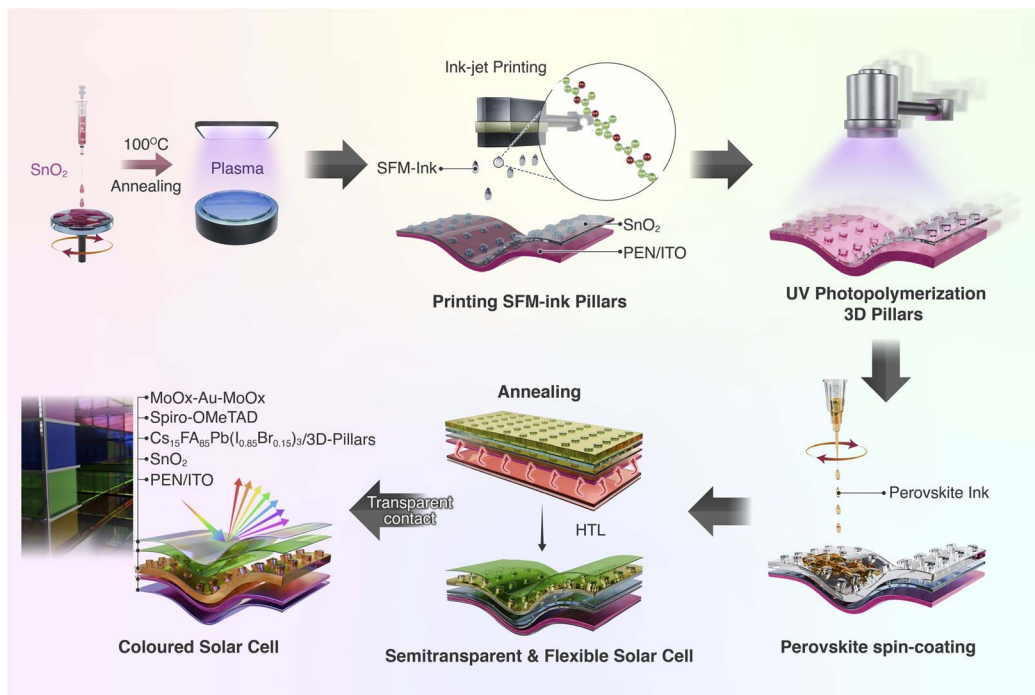 SnO₂
100⁰C
Annealing
Plasma
Ink-jet Printing
SFM-Ink
SnO₂
PEN/ITO
Printing SFM-ink Pillars
UV Photopolymerization
3D Pillars
Perovskite Ink
Perovskite spin-coating
Annealing
HTL
Semitransparent & Flexible Solar Cell
Transparent
contact
MoOx-Au-MoOx
Spiro-OMeTAD
Cs₁₅FA₈₅Pb(I₀.₈₅Br₀.₁₅)₃/3D-Pillars
SnO₂
PEN/ITO
Coloured Solar Cell